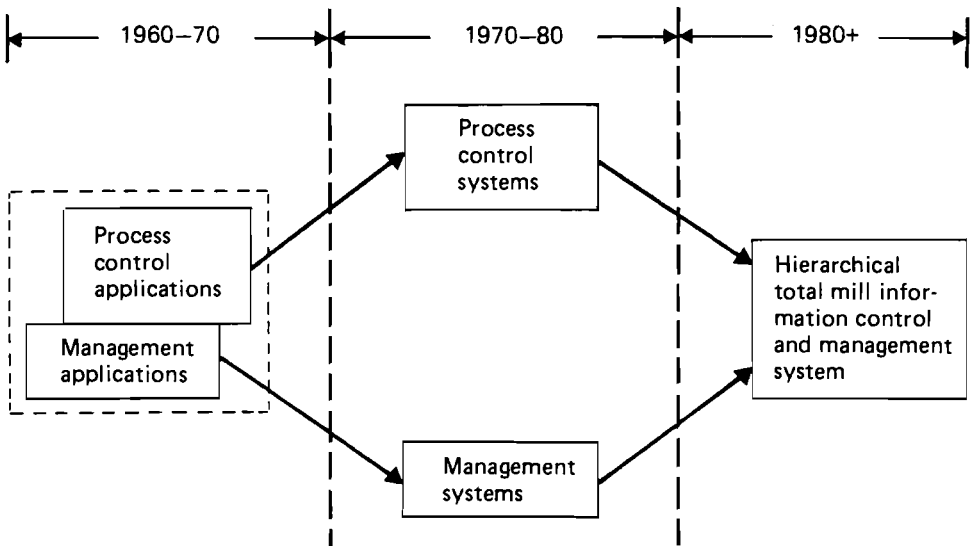 1960–70
1970–80
1980+
Process
control
systems
Process
control
applications
Management
applications
Hierarchical
total mill infor-
mation control
and management
system
Management
systems